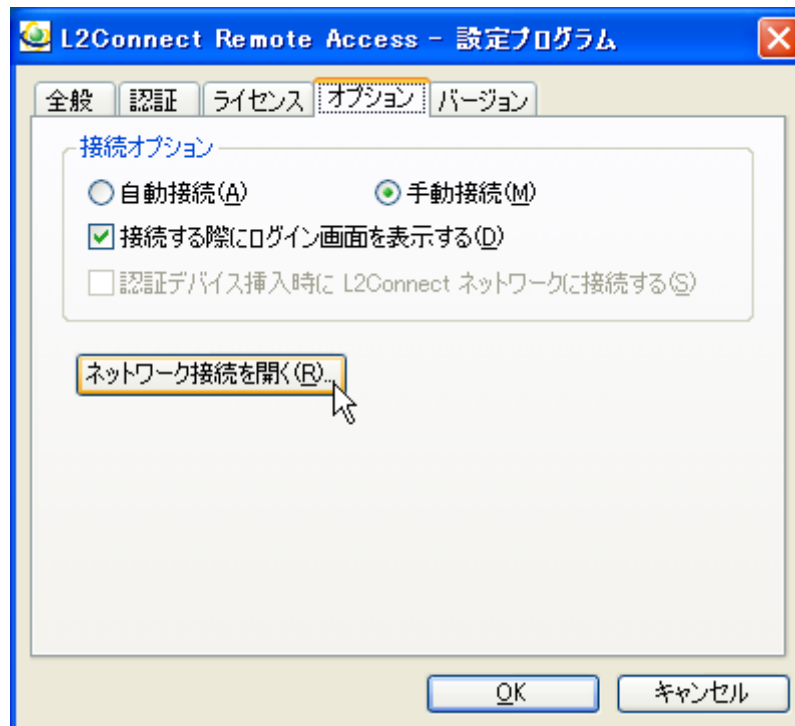 L2Connect Remote Access - 設定プログラム
全般 認証 ライセンス オプション バージョン
接続オプション
自動接続(A) 手動接続(M)
接続する際にログイン画面を表示する(D)
認証デバイス挿入時に L2Connect ネットワークに接続する(S)
ネットワーク接続を開く(R)...
OK キャンセル